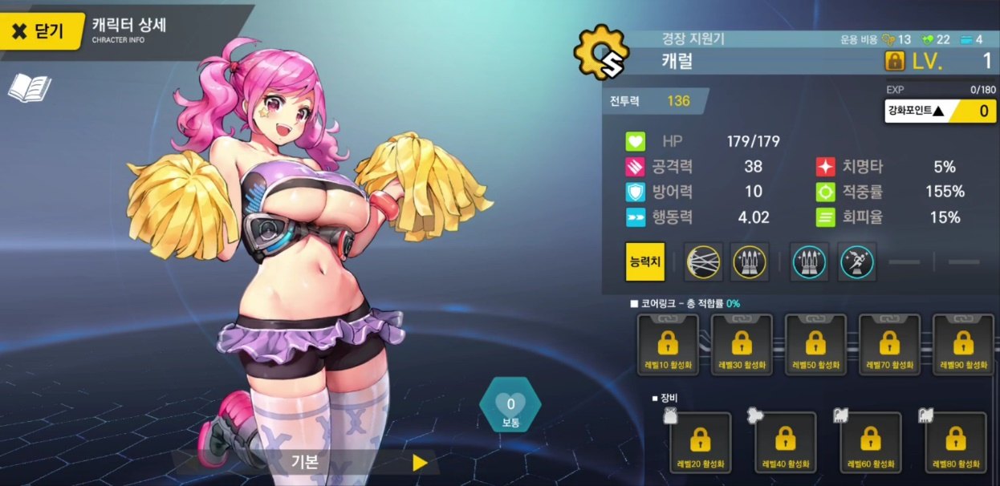 닫기
캐릭터 상세
CHRACTER INFO
경장 지원기
운용 비용 13 22 4
캐럴
LV. 1
EXP 0/180
전투력 136
강화포인트▲ 0
HP 179/179
공격력 38
치명타 5%
방어력 10
적중률 155%
행동력 4.02
회피율 15%
능력치
코어링크 - 총 적합률 0%
레벨10 활성화
레벨30 활성화
레벨50 활성화
레벨70 활성화
레벨90 활성화
장비
레벨20 활성화
레벨40 활성화
레벨60 활성화
레벨80 활성화
0
보통
기본
S